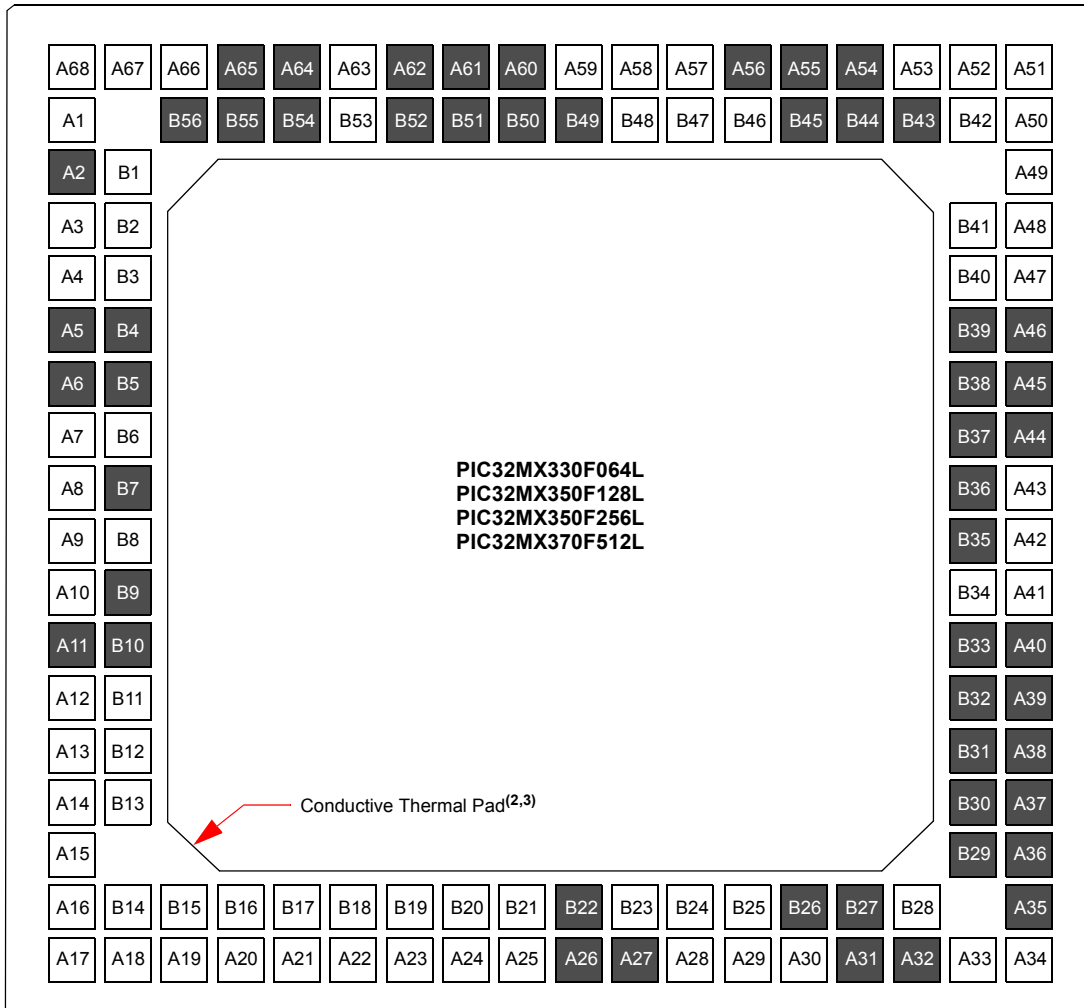 A68 A67 A66 A65 A64 A63 A62 A61 A60 A59 A58 A57 A56 A55 A54 A53 A52 A51
A1 B56 B55 B54 B53 B52 B51 B50 B49 B48 B47 B46 B45 B44 B43 B42 A50
A2 B1 A49
A3 B2 B41 A48
A4 B3 B40 A47
A5 B4 B39 A46
A6 B5 B38 A45
A7 B6 B37 A44
PIC32MX330F064L
A8 B7 B36 A43
PIC32MX350F128L
PIC32MX350F256L
A9 B8 B35 A42
PIC32MX370F512L
A10 B9 B34 A41
A11 B10 B33 A40
A12 B11 B32 A39
A13 B12 B31 A38
A14 B13 Conductive Thermal Pad(2,3) B30 A37
A15 B29 A36
A16 B14 B15 B16 B17 B18 B19 B20 B21 B22 B23 B24 B25 B26 B27 B28 A35
A17 A18 A19 A20 A21 A22 A23 A24 A25 A26 A27 A28 A29 A30 A31 A32 A33 A34